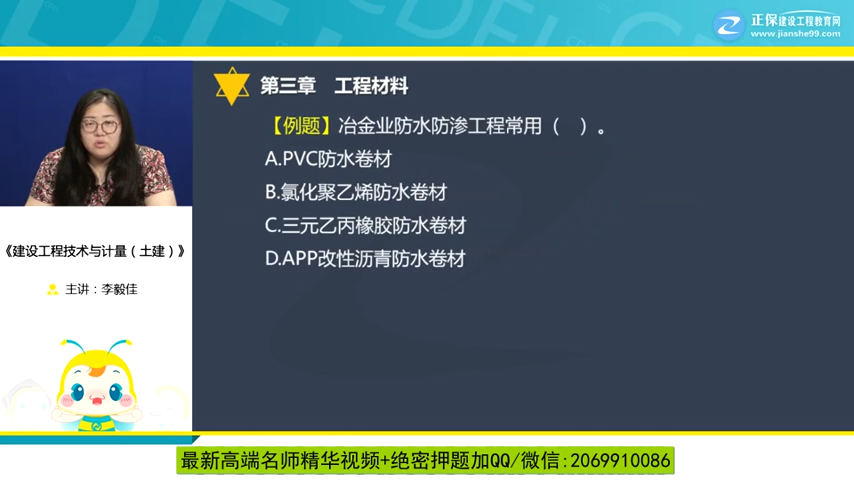 正保建设工程教育网
www.jianshe99.com
第三章 工程材料
【例题】冶金业防水防渗工程常用（ ）。
A.PVC防水卷材
B.氯化聚乙烯防水卷材
C.三元乙丙橡胶防水卷材
D.APP改性沥青防水卷材
《建设工程技术与计量（土建）》
主讲：李毅佳
最新高端名师精华视频+绝密押题加QQ/微信:2069910086